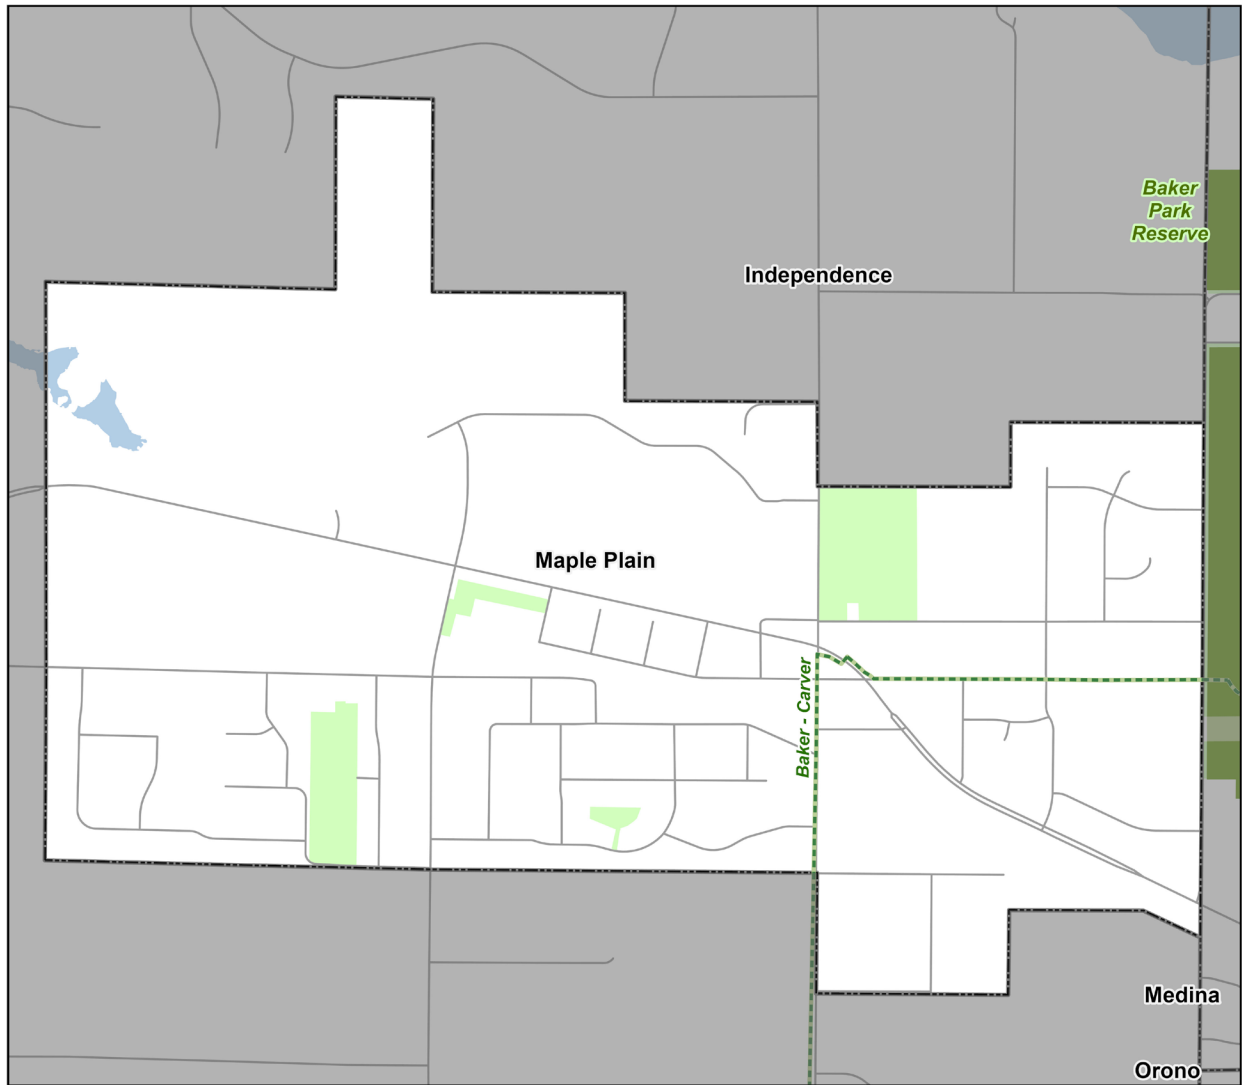 Baker
Park
Reserve
Independence
Maple Plain
Baker - Carver
Medina
Orono